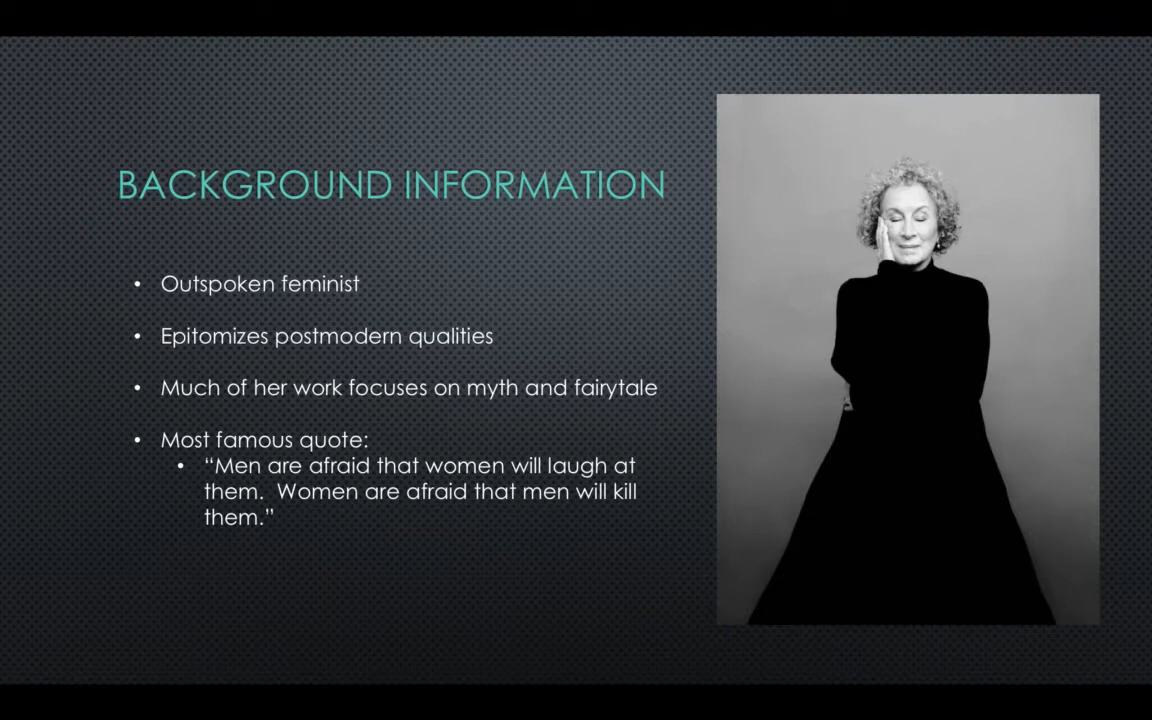 BACKGROUND INFORMATION
• Outspoken feminist
• Epitomizes postmodern qualities
• Much of her work focuses on myth and fairytale
• Most famous quote:
• “Men are afraid that women will laugh at
them.  Women are afraid that men will kill
them.”